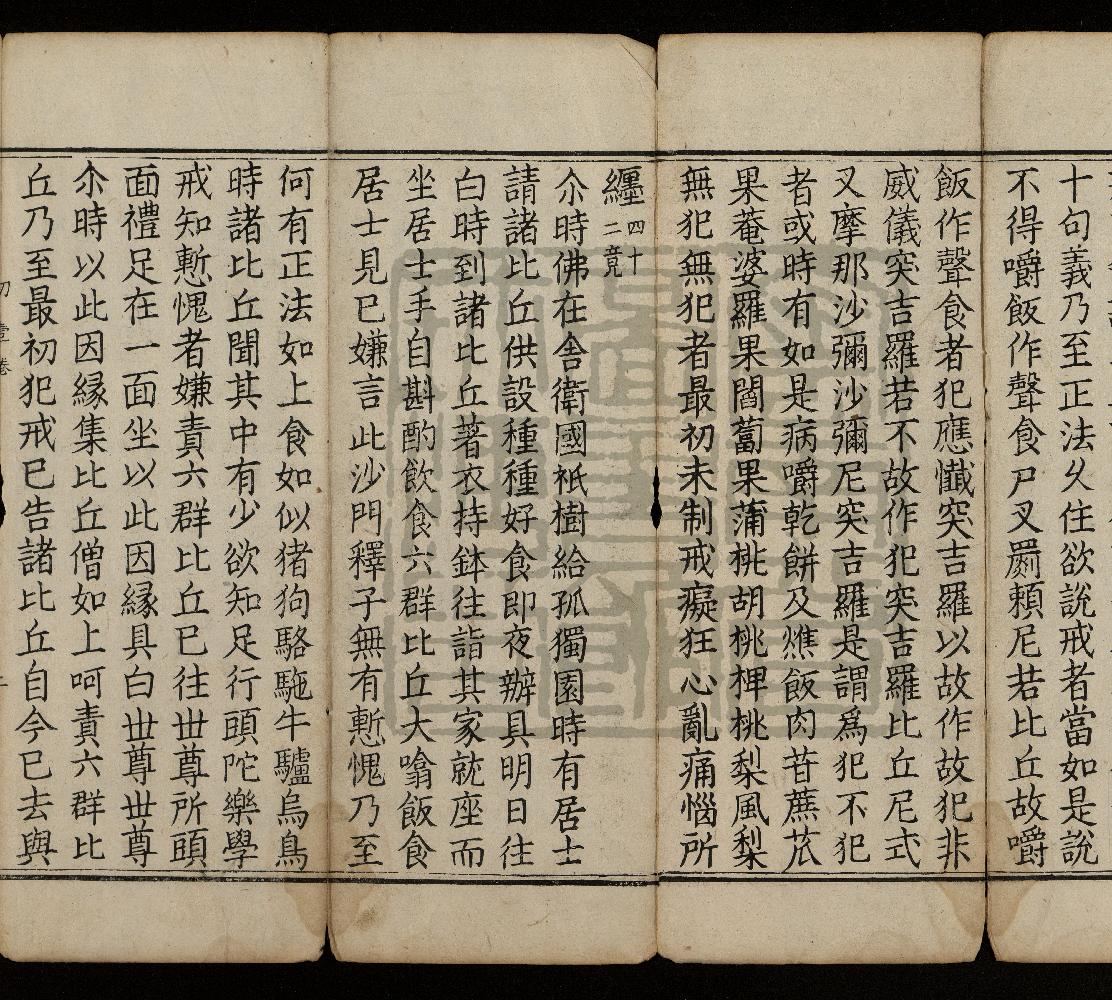 十句義乃至正法久住欲說戒者當如是說
不得嚼飯作聲食尸叉罽賴尼若比丘故嚼
飯作聲食者犯應懺突吉羅以故作故犯非
威儀突吉羅若不故作犯突吉羅比丘尼式
叉摩那沙彌沙彌尼突吉羅是謂爲犯不犯
者或時有如是病嚼乾餅及燋飯肉苷蔗苽
果菴婆羅果閻蔔果蒲桃胡桃椑桃梨風梨
無犯無犯者最初未制戒癡狂心亂痛惱所
纏四十二竟
尒時佛在舍衛國祇樹給孤獨園時有居士
請諸比丘供設種種好食即夜辦具明日往
白時到諸比丘著衣持鉢往詣其家就座而
坐居士手自斟酌飲食六群比丘大噏飯食
居士見已嫌言此沙門釋子無有慙愧乃至
何有正法如上食如似猪狗駱駞牛驢烏鳥
時諸比丘聞其中有少欲知足行頭陀樂學
戒知慙愧者嫌責六群比丘已往世尊所頭
面禮足在一面坐以此因緣具白世尊世尊
尒時以此因緣集比丘僧如上呵責六群比
丘乃至最初犯戒已告諸比丘自今已去與